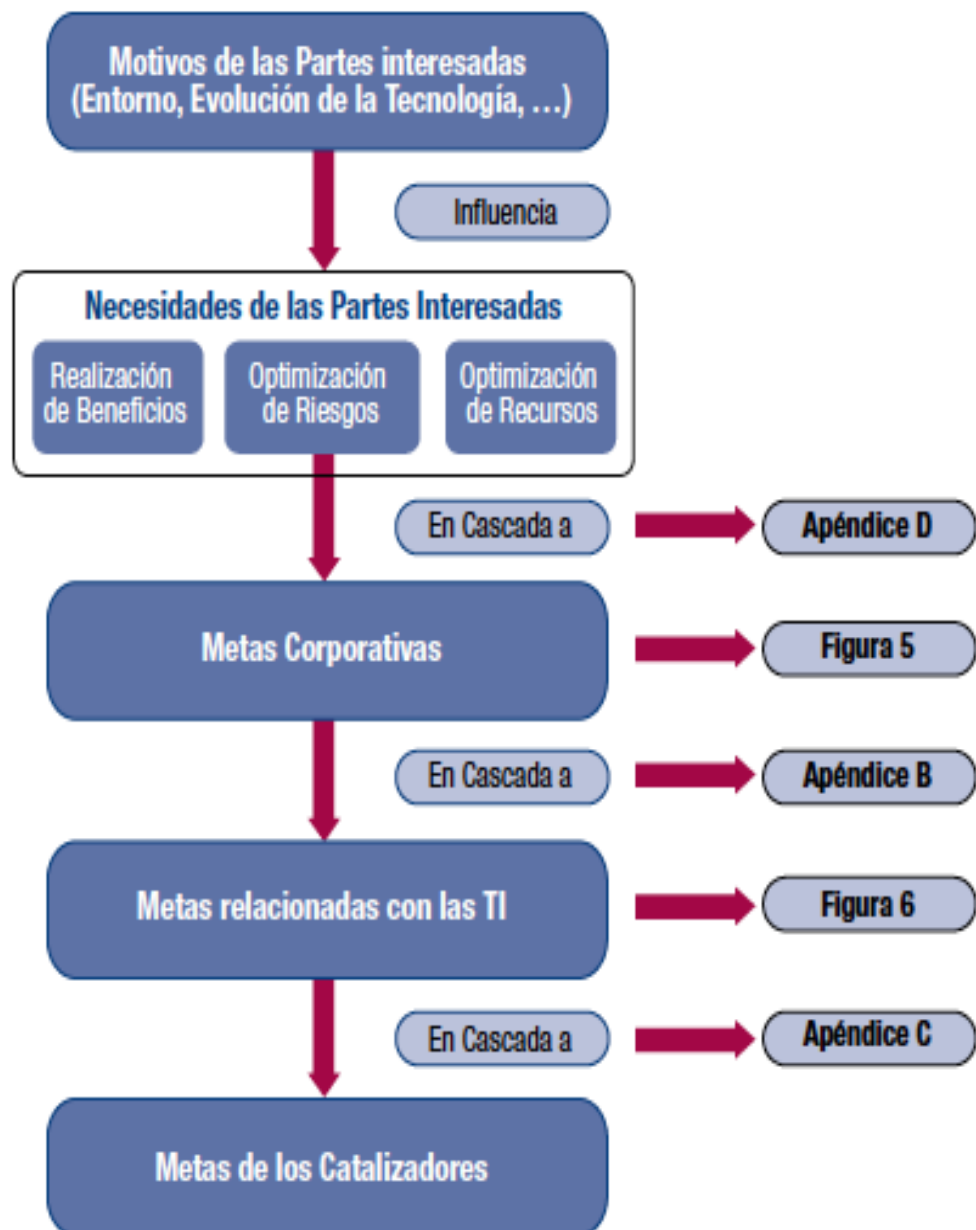 Motivos de las Partes interesadas
(Entorno, Evolución de la Tecnología, …)
Influencia
Necesidades de las Partes Interesadas
Realización
de Beneficios
Optimización
de Riesgos
Optimización
de Recursos
En Cascada a
Apéndice D
Metas Corporativas
Figura 5
En Cascada a
Apéndice B
Metas relacionadas con las TI
Figura 6
En Cascada a
Apéndice C
Metas de los Catalizadores